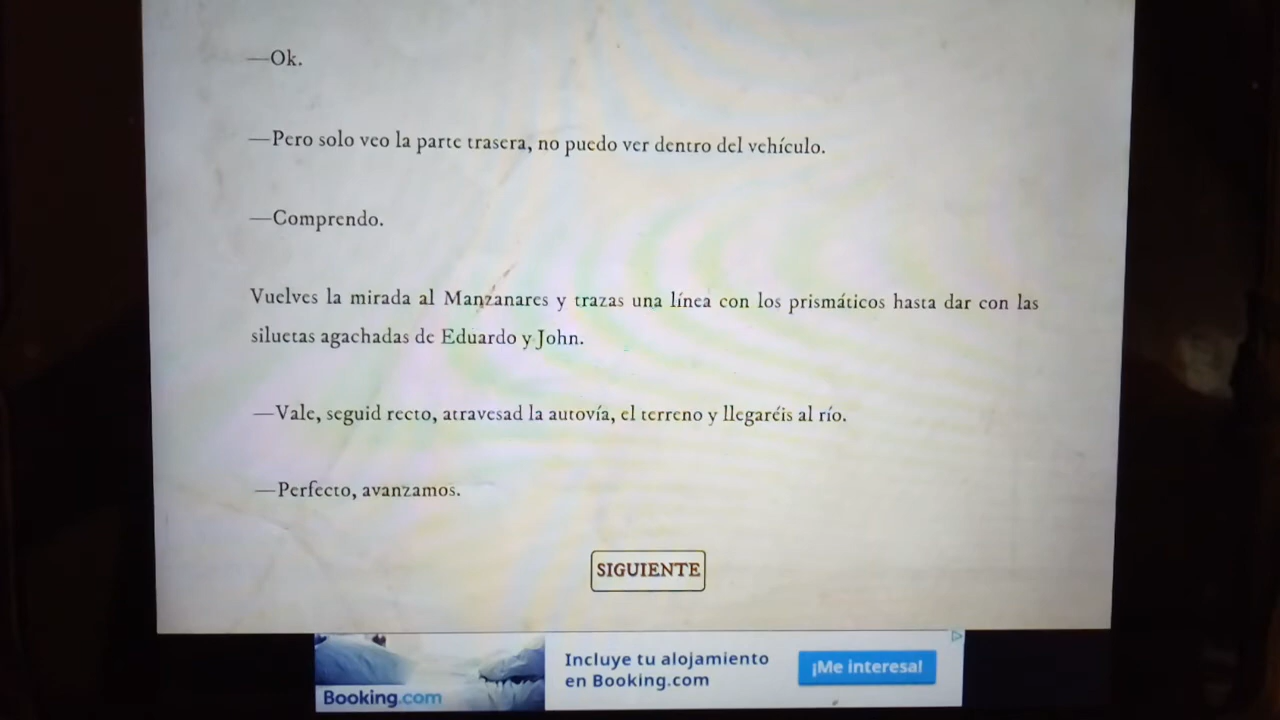 —Ok.
—Pero solo veo la parte trasera, no puedo ver dentro del vehículo.
—Comprendo.
Vuelves la mirada al Manzanares y trazas una línea con los prismáticos hasta dar con las
siluetas agachadas de Eduardo y John.
—Vale, seguid recto, atravesad la autovía, el terreno y llegaréis al río.
—Perfecto, avanzamos.
SIGUIENTE
Incluye tu alojamiento
en Booking.com
¡Me interesa!
Booking.com